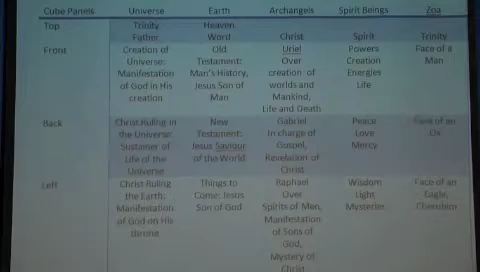 Cube Panels Universe Earth Archangels Spirit Beings Zoa
Top Trinity Heaven
Father Word Christ Spirit Trinity
Front Creation of Old Uriel Powers Face of a
Universe: Testament: Over Creation Man
Manifestation Man's History, creation of Energies
of God in His Jesus Son of worlds and Life
creation Man Mankind,
Life and Death
Back Christ Ruling in New Gabriel Peace Face of an
the Universe: Testament: In charge of Love Ox
Sustainer of Jesus Saviour Gospel, Mercy
Life of the of the World Revelation of
Universe Christ
Left Christ Ruling Things to Raphael Wisdom Face of an
the Earth: Come: Jesus Over Light Eagle,
Manifestation Son of God Spirits of Men, Mysteries Cherubim
of God on His Manifestation
throne of Sons of
God,
Mystery of
Christ